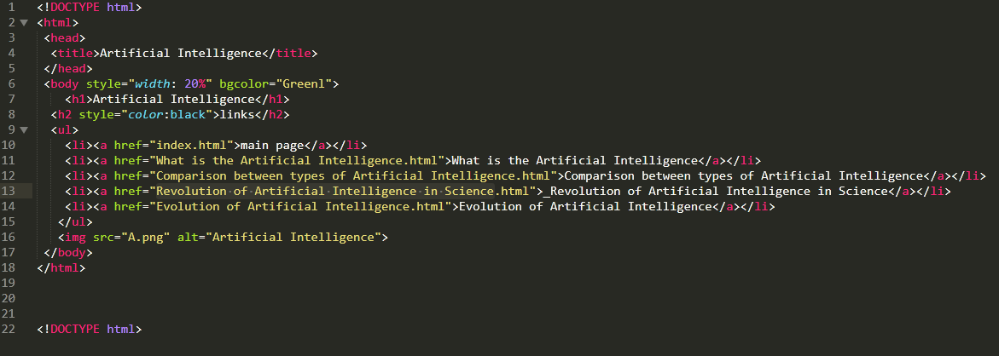 1 <!DOCTYPE html>
2 <html>
3 <head>
4 <title>Artificial Intelligence</title>
5 </head>
6 <body style="width: 20%" bgcolor="Greenl">
7 <h1>Artificial Intelligence</h1>
8 <h2 style="color:black">links</h2>
9 <ul>
10 <li><a href="index.html">main page</a></li>
11 <li><a href="What is the Artificial Intelligence.html">What is the Artificial Intelligence</a></li>
12 <li><a href="Comparison between types of Artificial Intelligence.html">Comparison between types of Artificial Intelligence</a></li>
13 <li><a href="Revolution of Artificial Intelligence in Science.html">_Revolution of Artificial Intelligence in Science</a></li>
14 <li><a href="Evolution of Artificial Intelligence.html">Evolution of Artificial Intelligence</a></li>
15 </ul>
16 <img src="A.png" alt="Artificial Intelligence">
17 </body>
18 </html>
19
20
21
22 <!DOCTYPE html>